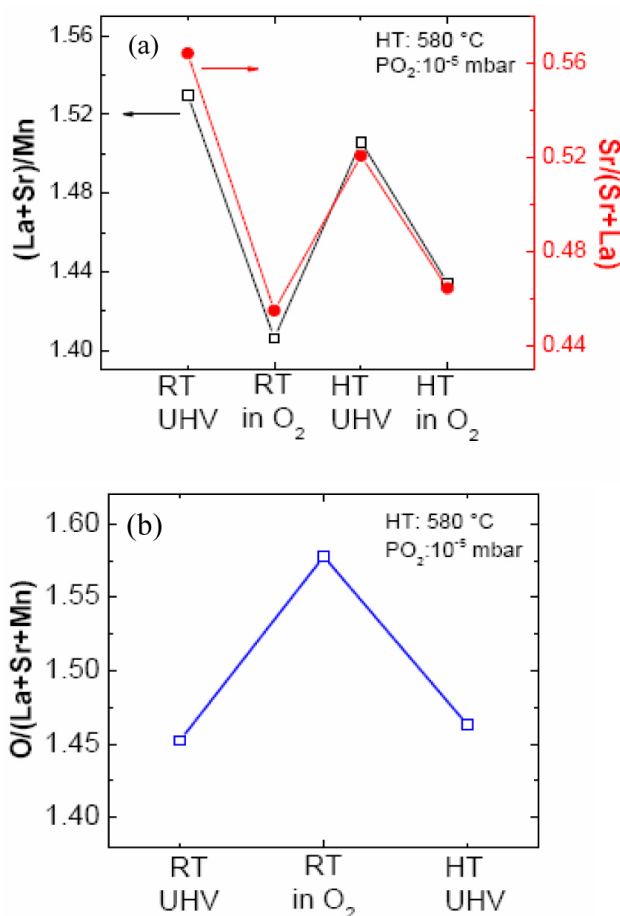 (a)
HT: 580 °C
PO₂:10⁻⁵ mbar
(La+Sr)/Mn
1.56
1.52
1.48
1.44
1.40
Sr/(Sr+La)
0.56
0.52
0.48
0.44
RT RT HT HT
UHV in O₂ UHV in O₂
(b)
HT: 580 °C
PO₂:10⁻⁵ mbar
O/(La+Sr+Mn)
1.60
1.55
1.50
1.45
1.40
RT RT HT
UHV in O₂ UHV